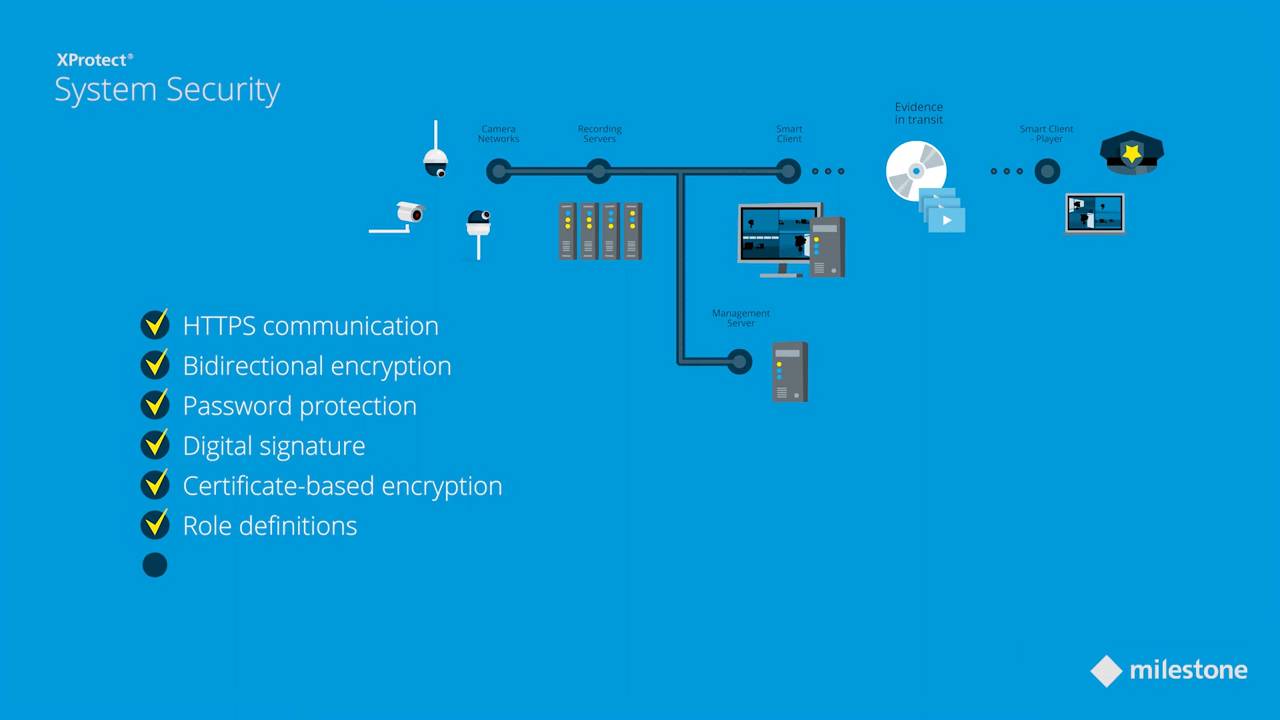 XProtect®
System Security
Camera
Networks
Recording
Servers
Smart
Client
Evidence
in transit
Smart Client
- Player
Management
Server
HTTPS communication
Bidirectional encryption
Password protection
Digital signature
Certificate-based encryption
Role definitions
milestone